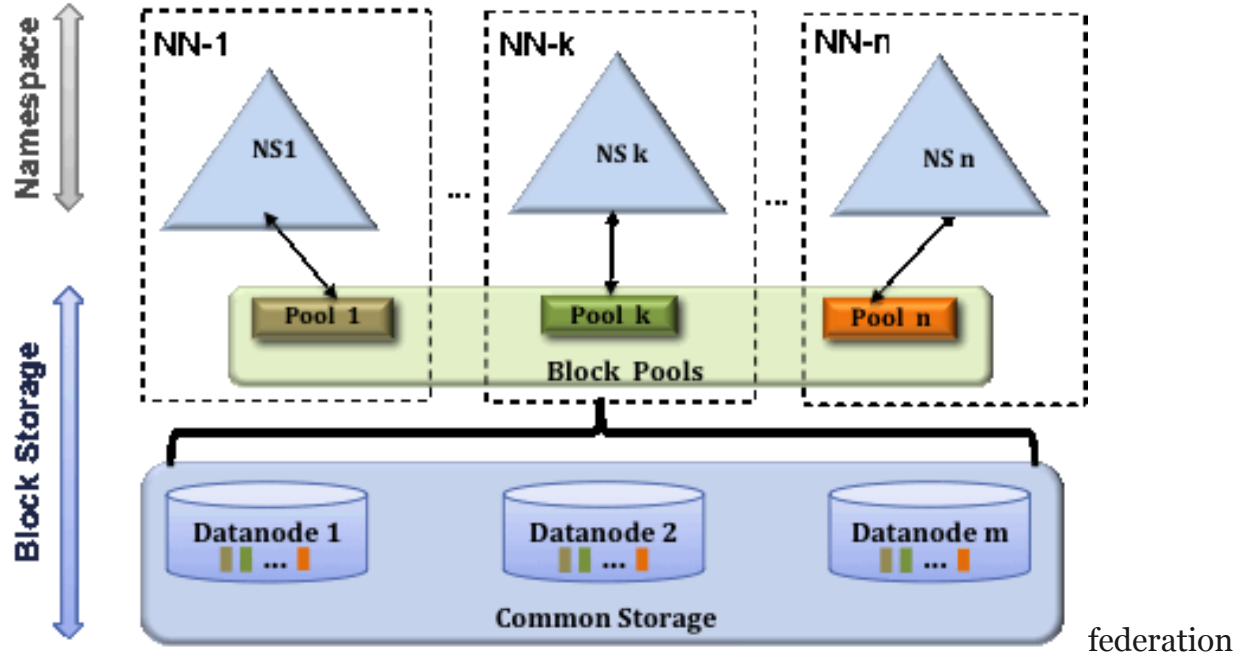 Namespace
NN-1
NN-k
NN-n
NS1
NS k
NS n
...
...
Block Storage
Pool 1
Pool k
Pool n
Block Pools
Datanode 1
...
Datanode 2
...
Datanode m
...
Common Storage
federation